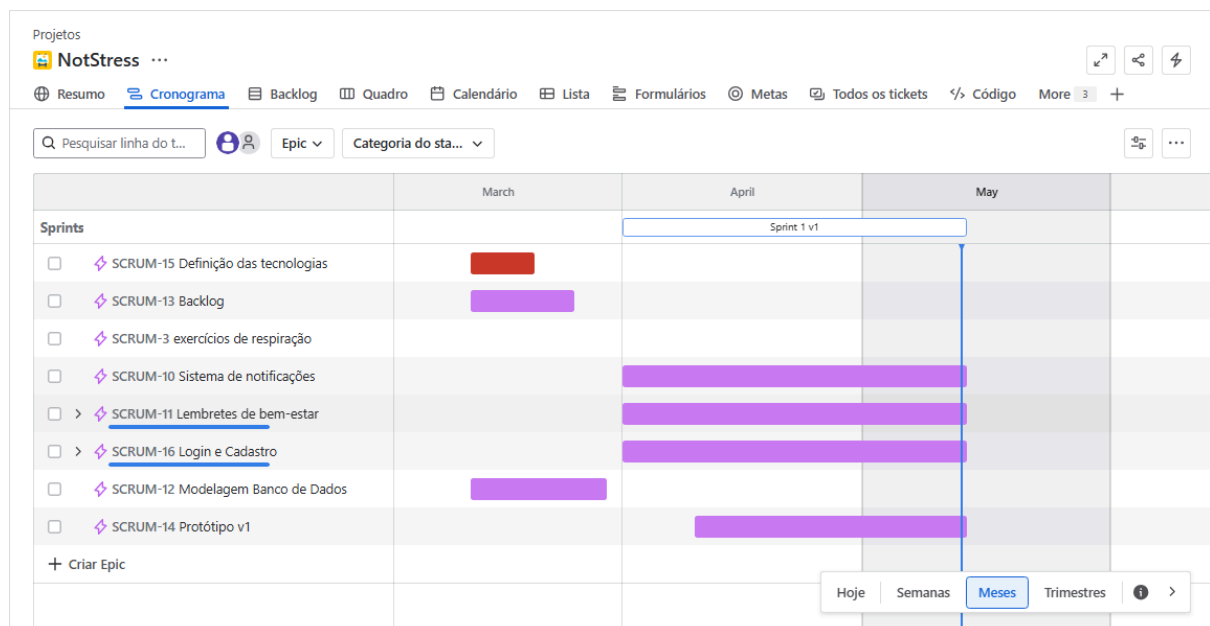 Projetos
NotStress ···
Resumo Cronograma Backlog Quadro Calendário Lista Formulários Metas Todos os tickets Código More 3
Pesquisar linha do t... Epic Categoria do sta...
March April May
Sprints Sprint 1 v1
SCRUM-15 Definição das tecnologias
SCRUM-13 Backlog
SCRUM-3 exercícios de respiração
SCRUM-10 Sistema de notificações
SCRUM-11 Lembretes de bem-estar
SCRUM-16 Login e Cadastro
SCRUM-12 Modelagem Banco de Dados
SCRUM-14 Protótipo v1
+ Criar Epic
Hoje Semanas Meses Trimestres